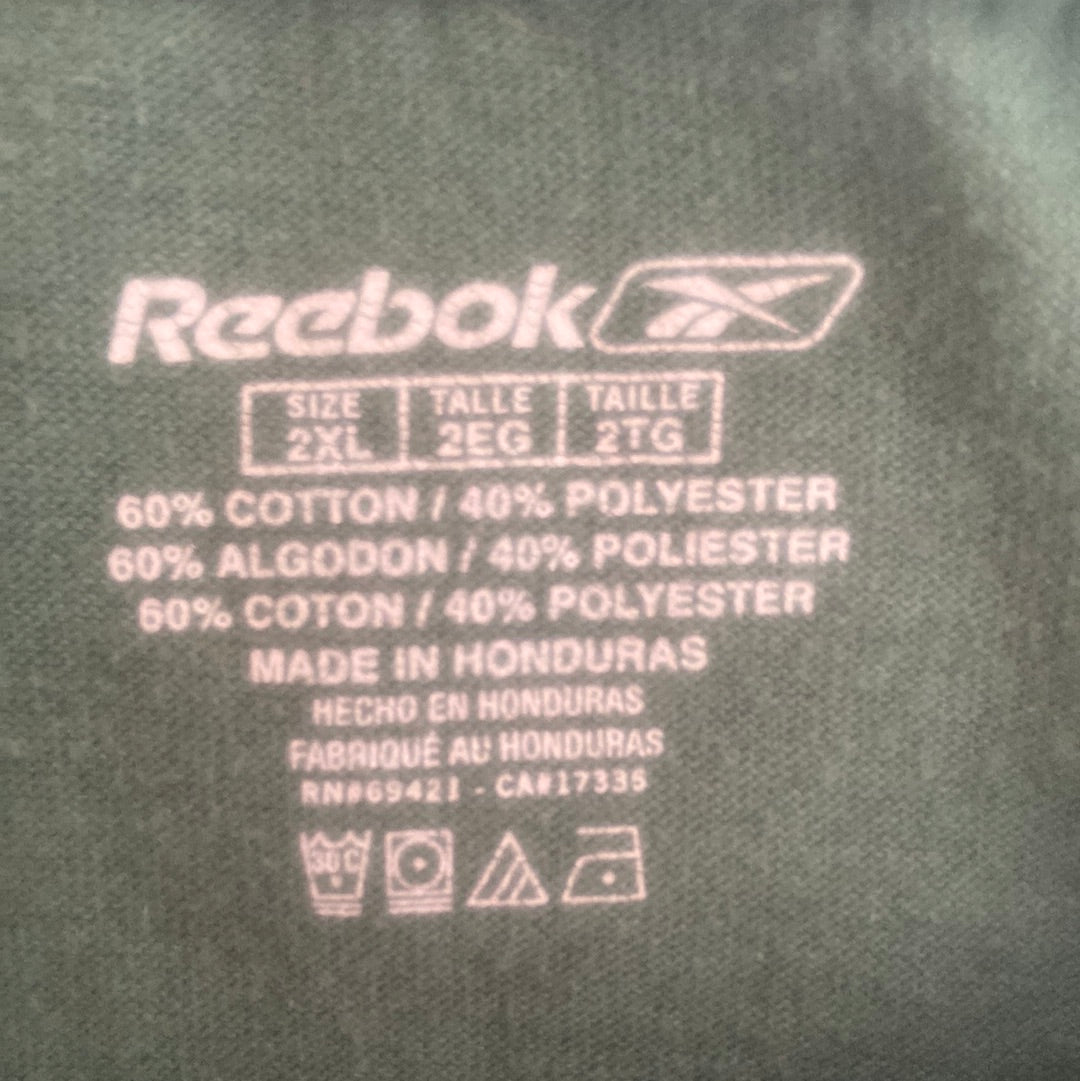 Reebok
SIZE TALLE TAILLE
2XL 2EG 2TG
60% COTTON / 40% POLYESTER
60% ALGODON / 40% POLIESTER
60% COTON / 40% POLYESTER
MADE IN HONDURAS
HECHO EN HONDURAS
FABRIQUÉ AU HONDURAS
RN#69421 - CA#17335
30C